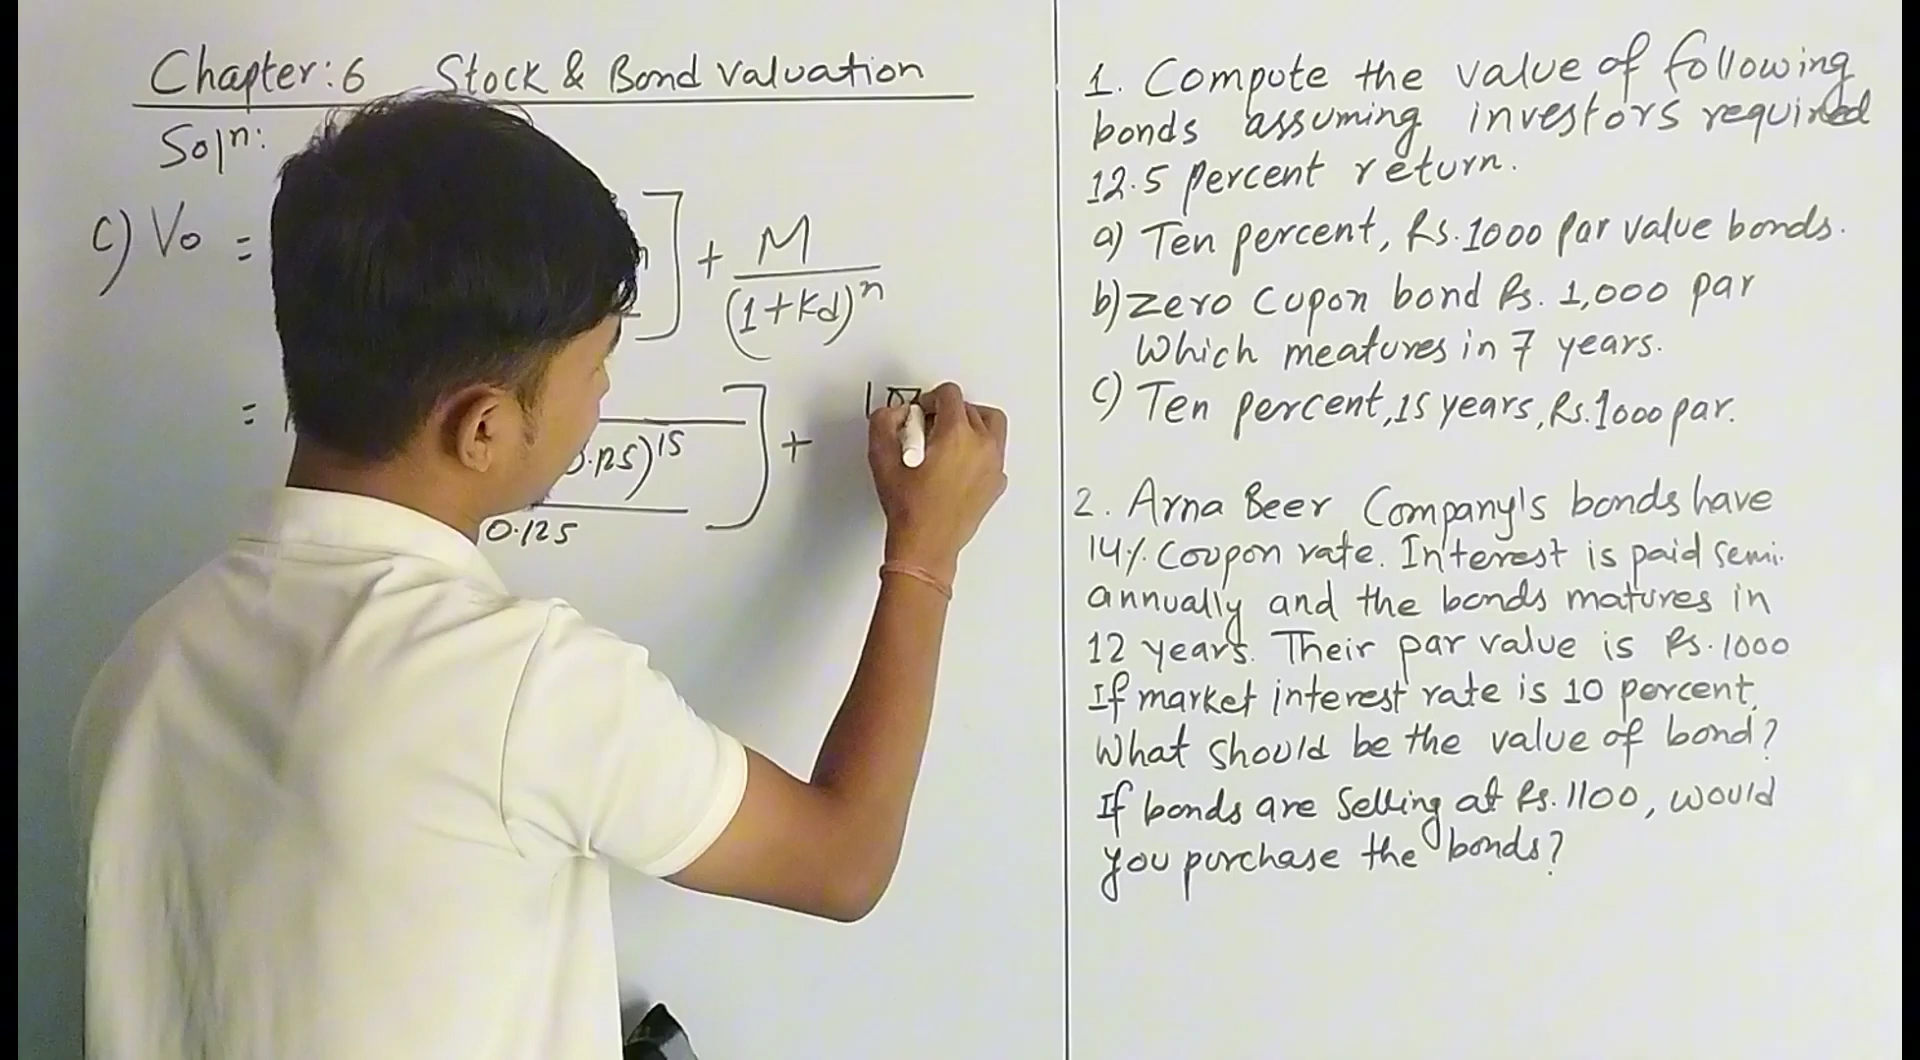 Chapter:6 Stock & Bond Valuation
Solⁿ:
c) V₀ = ] + M
(1+Kd)ⁿ
= ] +
0.125)¹⁵
0.125
1. Compute the value of following
bonds assuming investors required
12.5 percent return.
a) Ten percent, Rs.1000 Par value bonds.
b) Zero Cupon bond Rs. 1,000 par
Which meatures in 7 years.
c) Ten percent, 15 years, Rs.1000 par.
2. Arna Beer Company's bonds have
14% Coupon rate. Interest is paid semi.
annually and the bonds matures in
12 years. Their par value is Rs.1000
If market interest rate is 10 percent,
What should be the value of bond?
If bonds are selling at Rs.1100, would
you purchase the bonds?